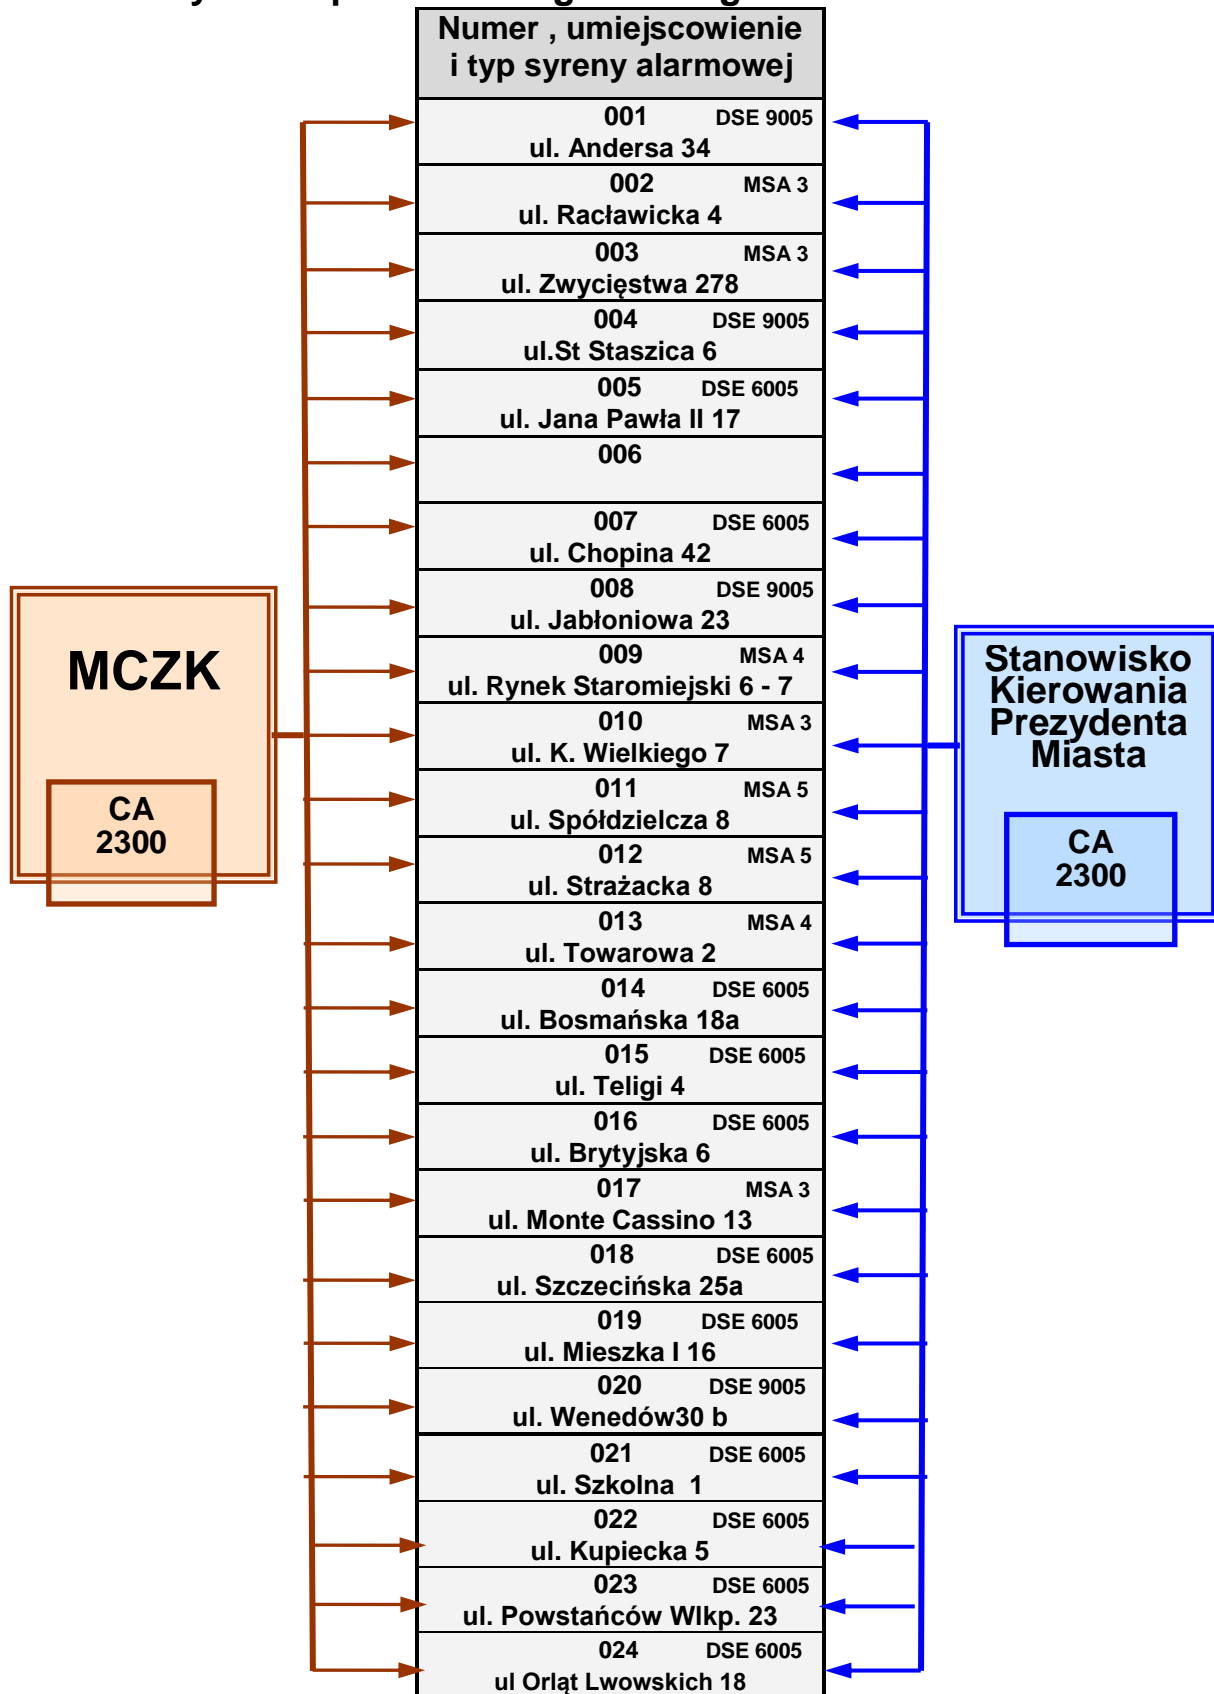 Numer , umiejscowienie
i typ syreny alarmowej
001 DSE 9005
ul. Andersa 34
002 MSA 3
ul. Racławicka 4
003 MSA 3
ul. Zwycięstwa 278
004 DSE 9005
ul.St Staszica 6
005 DSE 6005
ul. Jana Pawła II 17
006
007 DSE 6005
ul. Chopina 42
008 DSE 9005
ul. Jabłoniowa 23
009 MSA 4
ul. Rynek Staromiejski 6 - 7
010 MSA 3
ul. K. Wielkiego 7
011 MSA 5
ul. Spółdzielcza 8
012 MSA 5
ul. Strażacka 8
013 MSA 4
ul. Towarowa 2
014 DSE 6005
ul. Bosmańska 18a
015 DSE 6005
ul. Teligi 4
016 DSE 6005
ul. Brytyjska 6
017 MSA 3
ul. Monte Cassino 13
018 DSE 6005
ul. Szczecińska 25a
019 DSE 6005
ul. Mieszka I 16
020 DSE 9005
ul. Wenedów30 b
021 DSE 6005
ul. Szkolna 1
022 DSE 6005
ul. Kupiecka 5
023 DSE 6005
ul. Powstańców Wlkp. 23
024 DSE 6005
ul Orląt Lwowskich 18
MCZK
CA
2300
Stanowisko
Kierowania
Prezydenta
Miasta
CA
2300